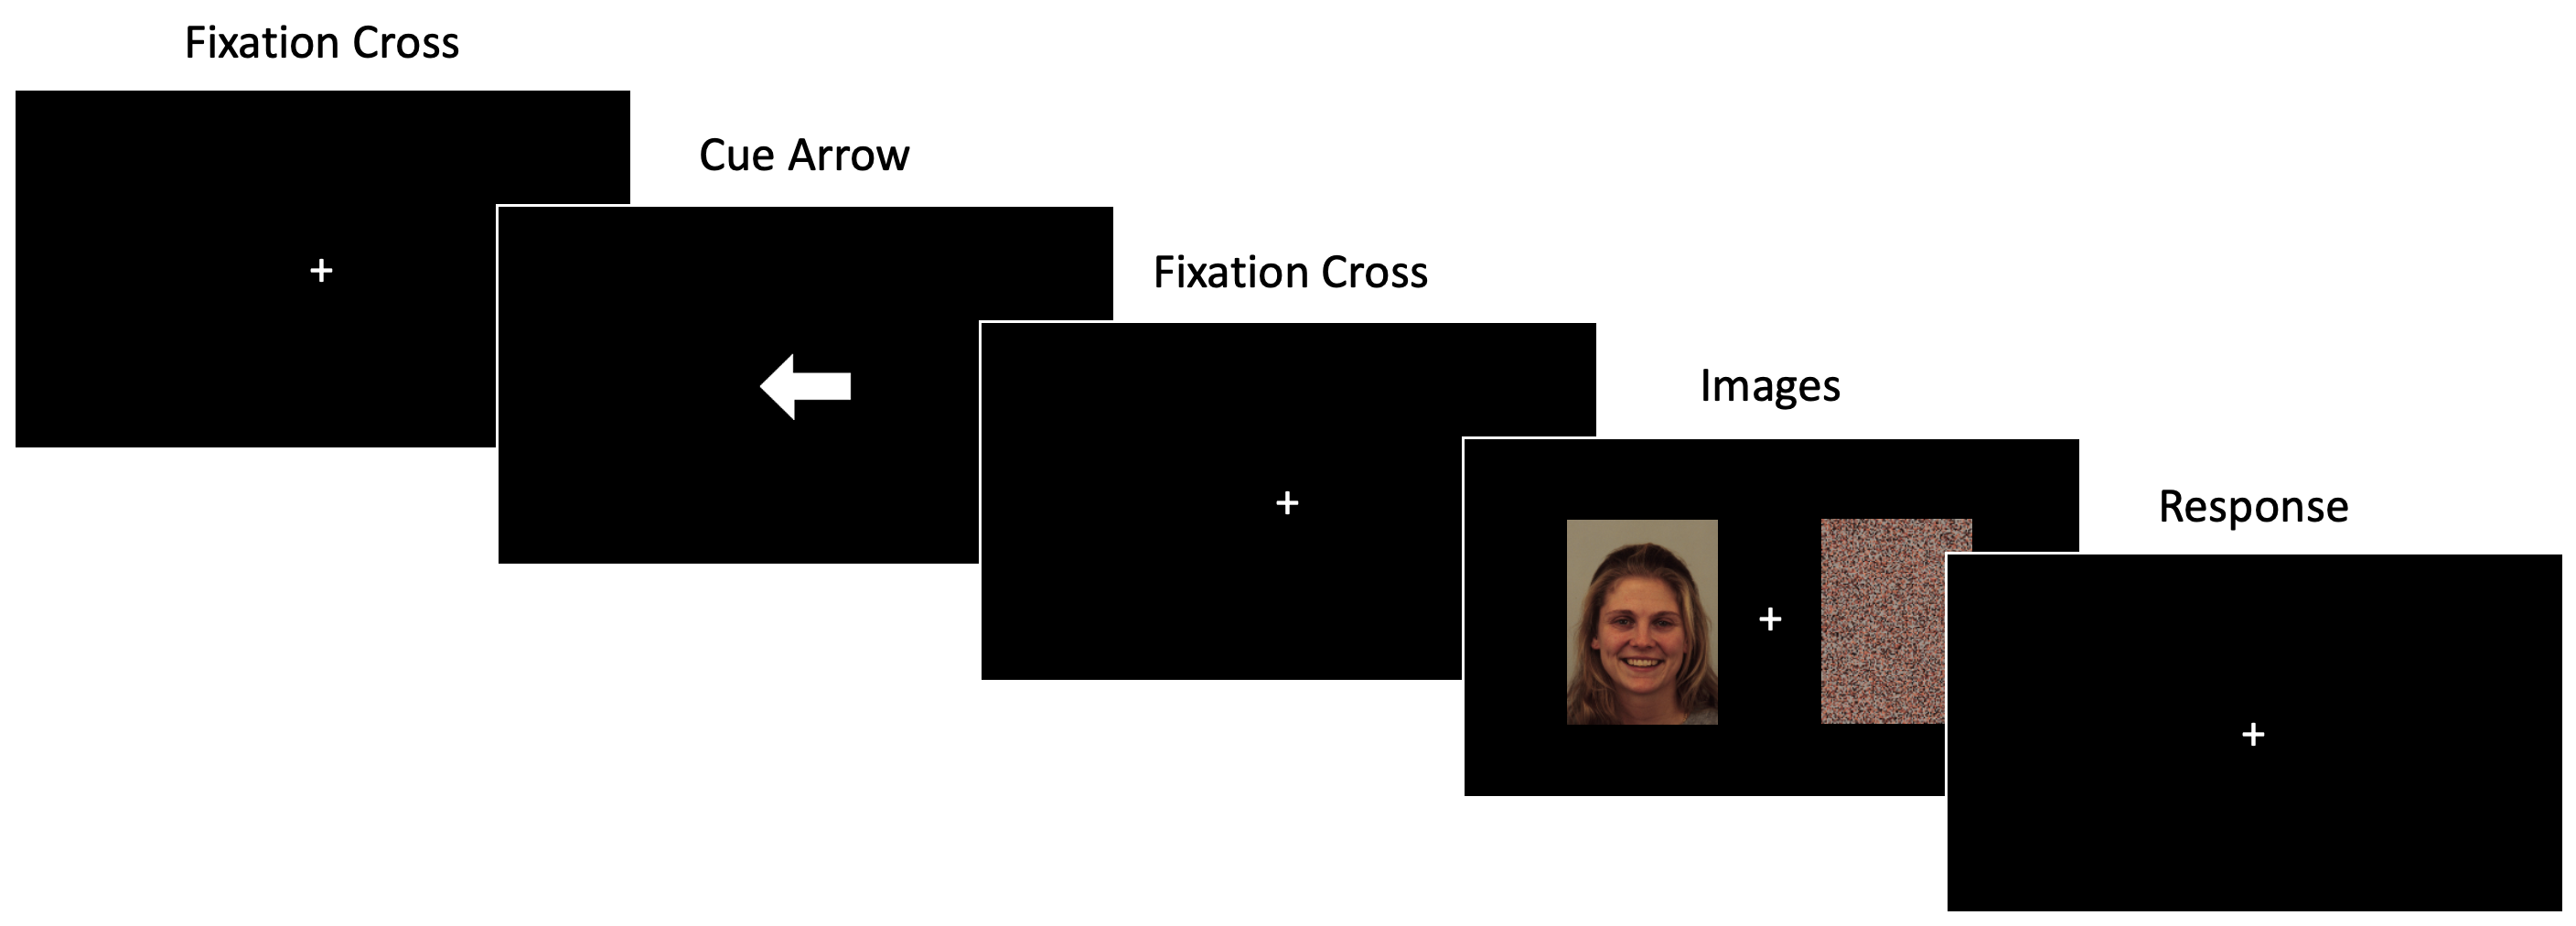 Fixation Cross
Cue Arrow
Fixation Cross
Images
Response